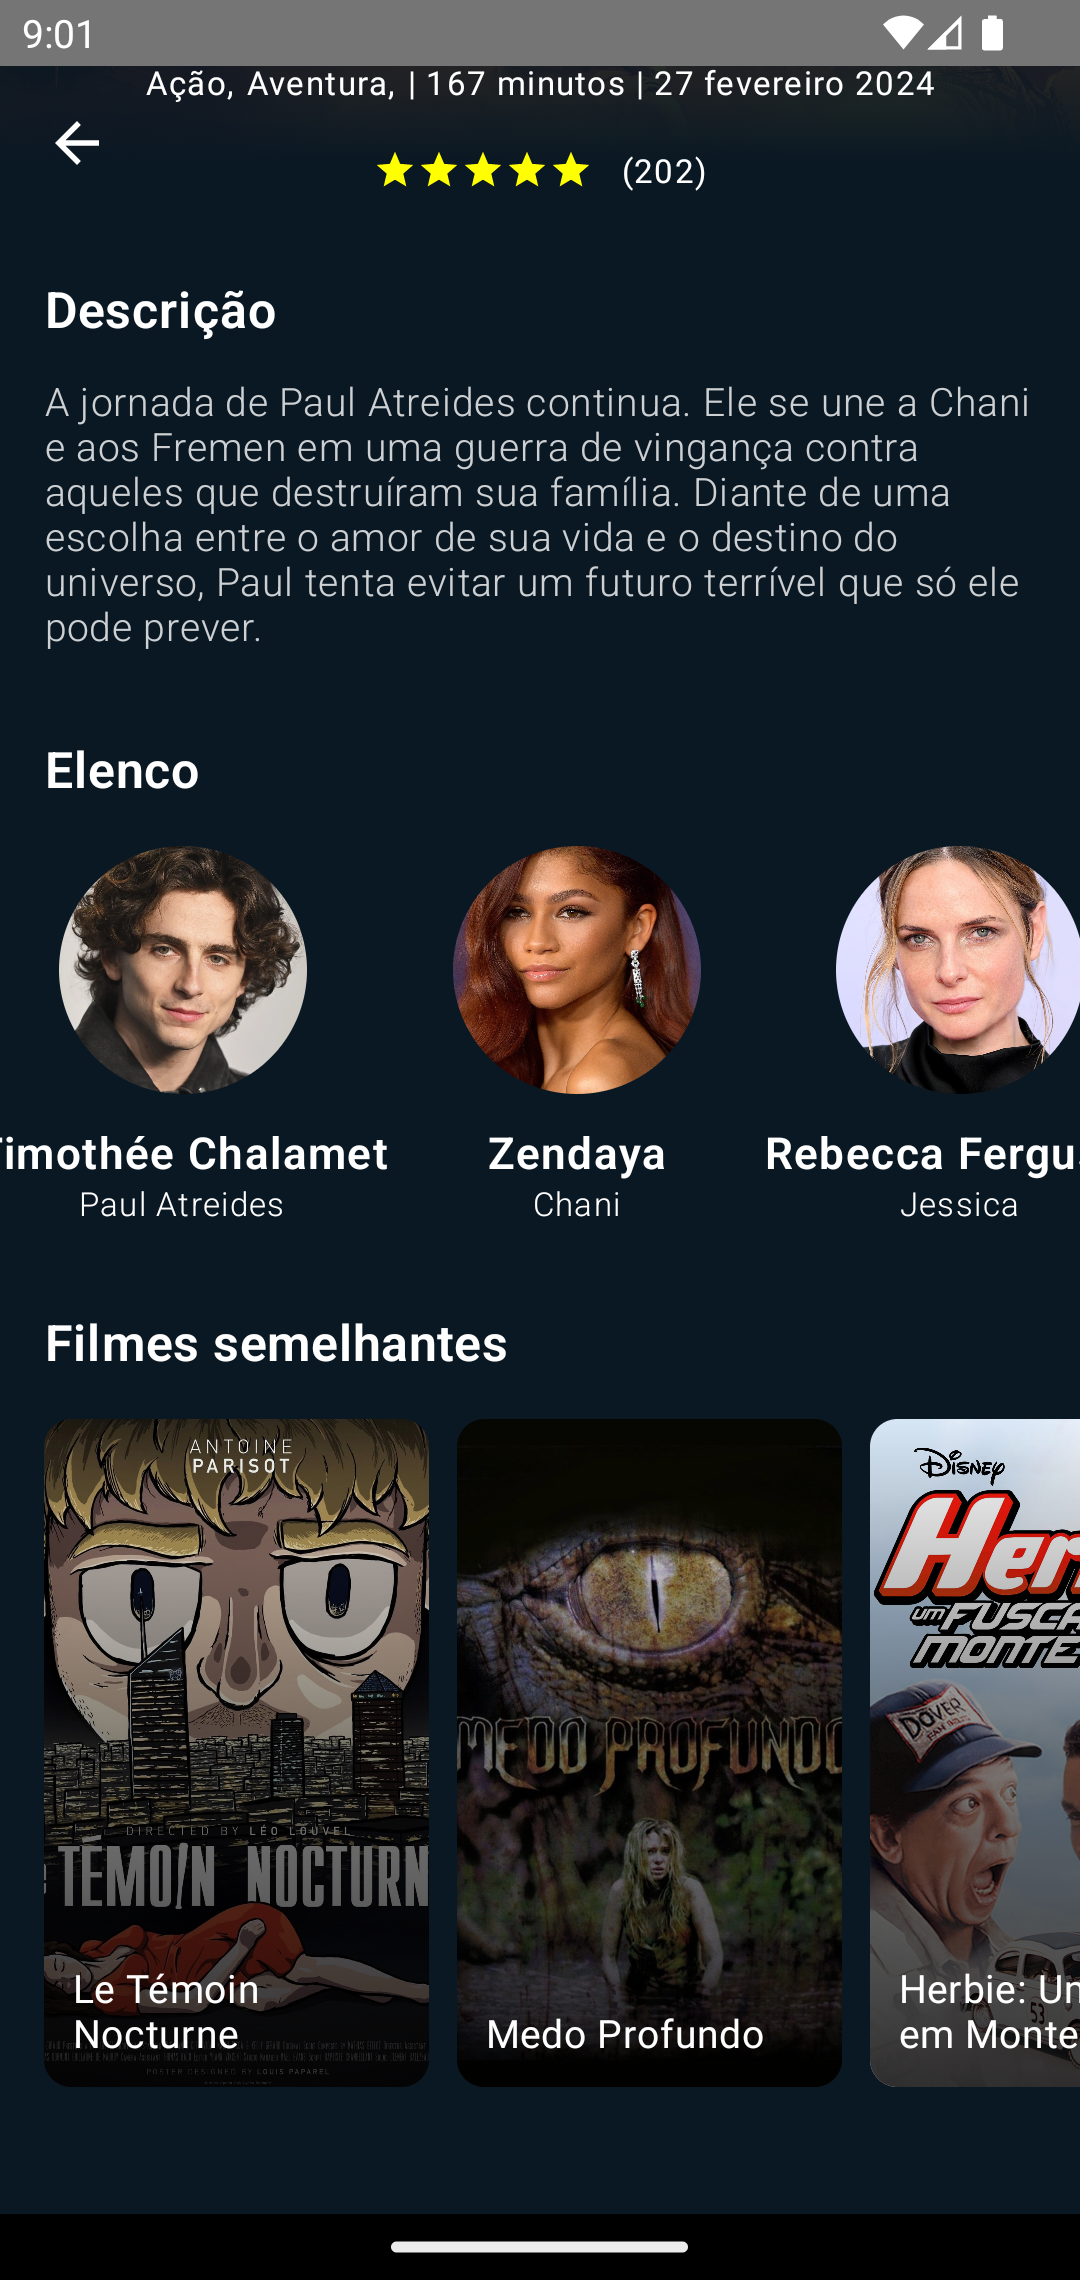 9:01
Ação, Aventura, | 167 minutos | 27 fevereiro 2024
(202)
Descrição
A jornada de Paul Atreides continua. Ele se une a Chani
e aos Fremen em uma guerra de vingança contra
aqueles que destruíram sua família. Diante de uma
escolha entre o amor de sua vida e o destino do
universo, Paul tenta evitar um futuro terrível que só ele
pode prever.
Elenco
Timothée Chalamet
Paul Atreides
Zendaya
Chani
Rebecca Fergus
Jessica
Filmes semelhantes
ANTOINE
PARISOT
DIRECTED BY LÉO LOUVEL
TÉMOIN NOCTURN
Le Témoin
Nocturne
POSTER DESIGNED BY LOUIS PAPAREL
MEDO PROFUNDO
Medo Profundo
Disney
Her
UM FUSCA
MONTE
DOVER
53
Herbie: Um
em Monte